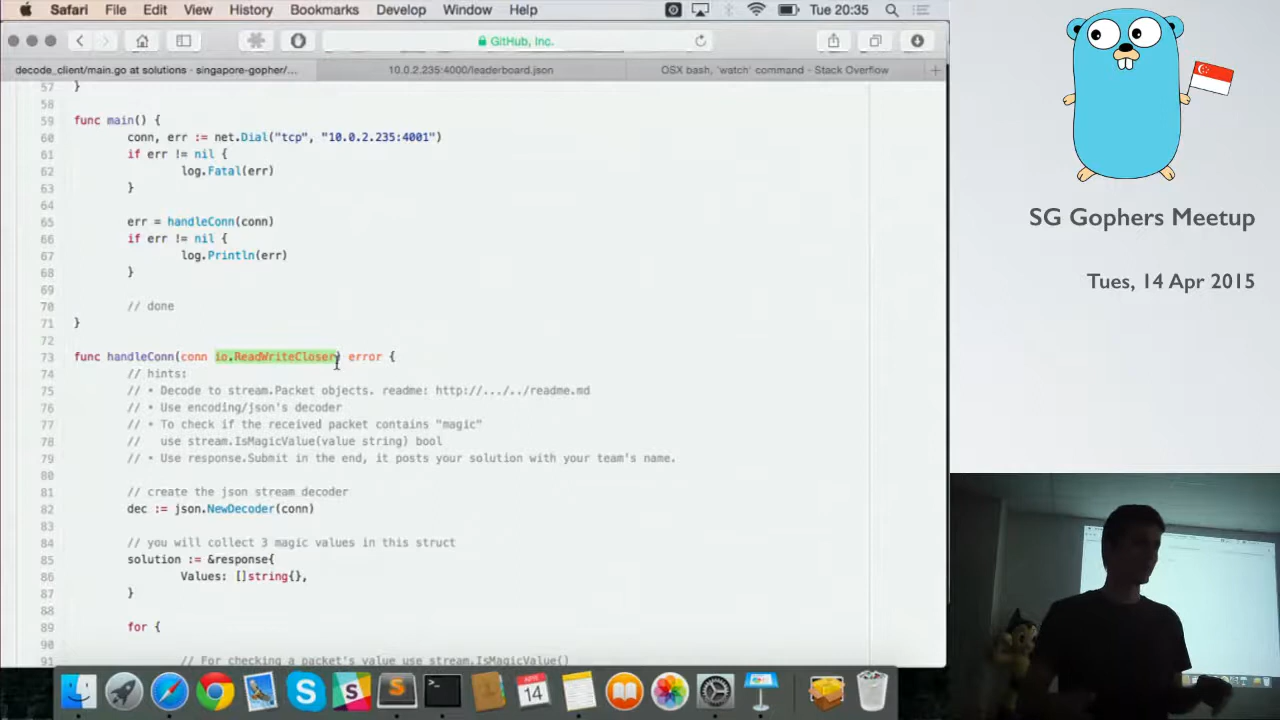 Safari File Edit View History Bookmarks Develop Window Help Tue 20:35
GitHub, Inc.
decode_client/main.go at solutions · singapore-gopher/... 10.0.2.235:4000/leaderboard.json OSX bash, 'watch' command - Stack Overflow
57 }
58
59 func main() {
60 conn, err := net.Dial("tcp", "10.0.2.235:4001")
61 if err != nil {
62 log.Fatal(err)
63 }
64
65 err = handleConn(conn)
66 if err != nil {
67 log.Println(err)
68 }
69
70 // done
71 }
72
73 func handleConn(conn io.ReadWriteCloser) error {
74 // hints:
75 // • Decode to stream.Packet objects. readme: http://.../../readme.md
76 // • Use encoding/json's decoder
77 // • To check if the received packet contains "magic"
78 // use stream.IsMagicValue(value string) bool
79 // • Use response.Submit in the end, it posts your solution with your team's name.
80
81 // create the json stream decoder
82 dec := json.NewDecoder(conn)
83
84 // you will collect 3 magic values in this struct
85 solution := &response{
86 Values: []string{},
87 }
88
89 for {
90
91 // For checking a packet's value use stream.IsMagicValue()
APR
14
SG Gophers Meetup
Tues, 14 Apr 2015